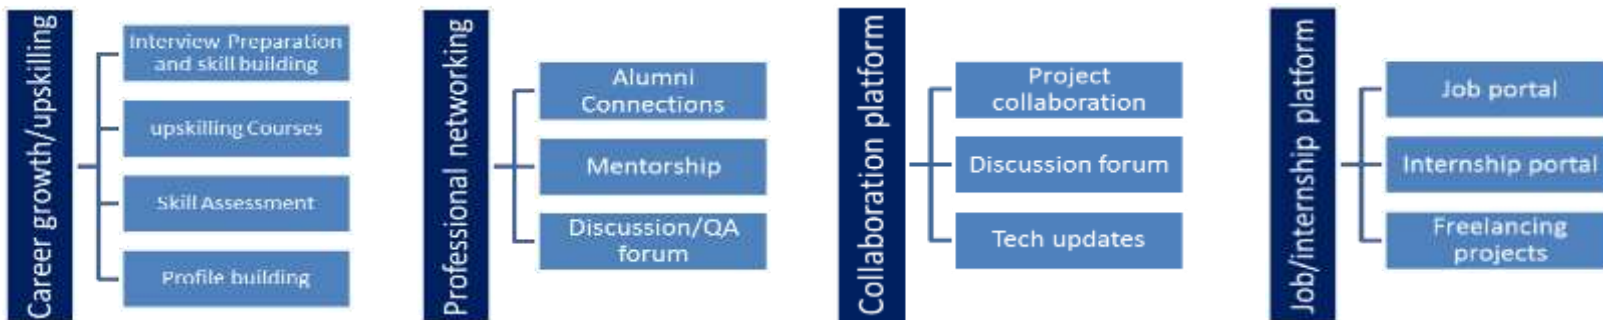 Career growth/upskilling
Interview Preparation
and skill building
upskilling Courses
Skill Assessment
Profile building
Professional networking
Alumni
Connections
Mentorship
Discussion/QA
forum
Collaboration platform
Project
collaboration
Discussion forum
Tech updates
Job/internship platform
Job portal
Internship portal
Freelancing
projects